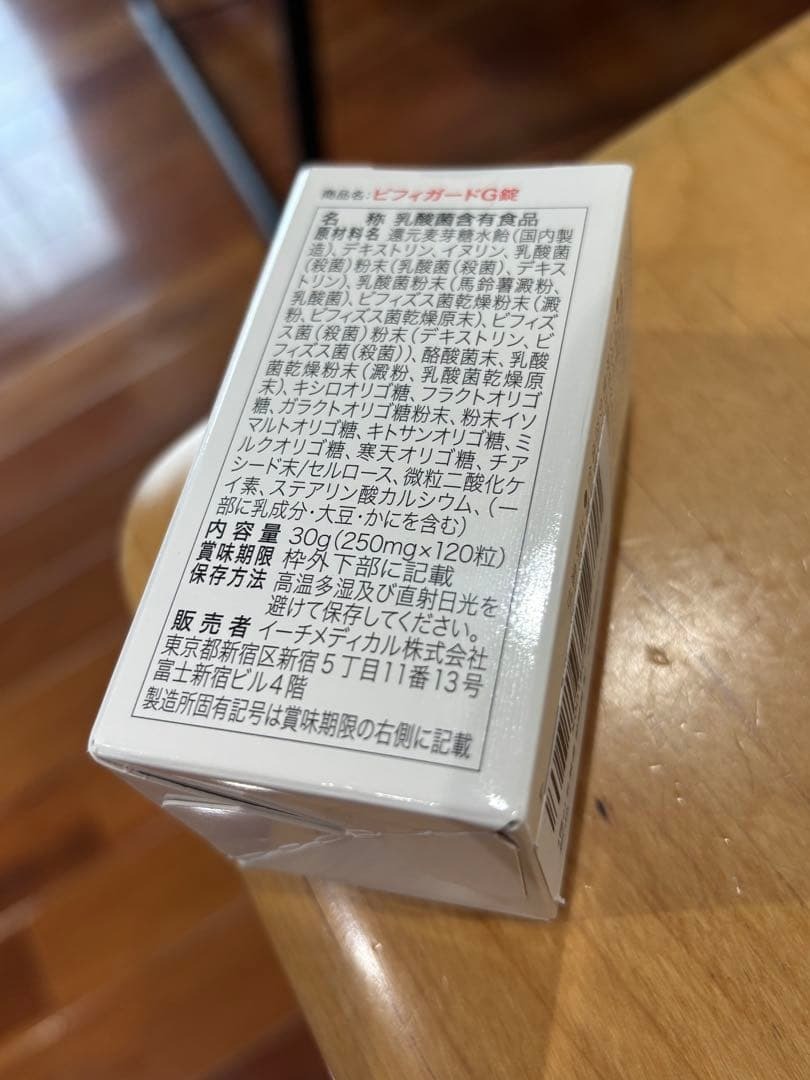 商品名:ビフィガードG錠
名 称 乳酸菌含有食品
原材料名 還元麦芽糖水飴(国内製
造)、デキストリン、イヌリン、乳酸菌
(殺菌)粉末(乳酸菌(殺菌)、デキス
トリン)、乳酸菌粉末(馬鈴薯澱粉、
乳酸菌)、ビフィズス菌乾燥粉末(澱
粉、ビフィズス菌乾燥原末)、ビフィズ
ス菌(殺菌)粉末(デキストリン、ビ
フィズス菌(殺菌))、酪酸菌末、乳酸
菌乾燥粉末(澱粉、乳酸菌乾燥原
末)、キシロオリゴ糖、フラクトオリゴ
糖、ガラクトオリゴ糖粉末、粉末イソ
マルトオリゴ糖、キトサンオリゴ糖、ミ
ルクオリゴ糖、寒天オリゴ糖、チア
シード末/セルロース、微粒二酸化ケ
イ素、ステアリン酸カルシウム、(一
部に乳成分・大豆・かにを含む)
内容量 30g(250mg×120粒)
賞味期限 枠外下部に記載
保存方法 高温多湿及び直射日光を
避けて保存してください。
販売者 イーチメディカル株式会社
東京都新宿区新宿5丁目11番13号
富士新宿ビル4階
製造所固有記号は賞味期限の右側に記載